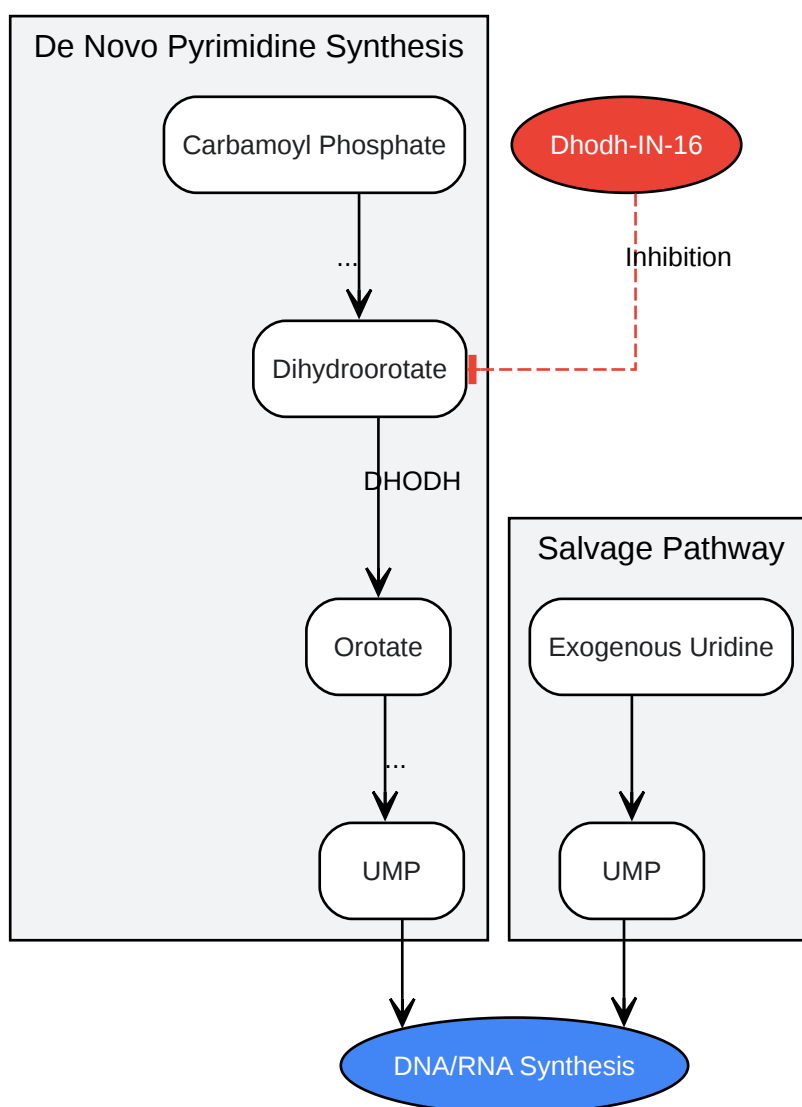 De Novo Pyrimidine Synthesis
Carbamoyl Phosphate
Dhodh-IN-16
...
Inhibition
Dihydroorotate
DHODH
Salvage Pathway
Orotate
Exogenous Uridine
...
UMP
UMP
DNA/RNA Synthesis